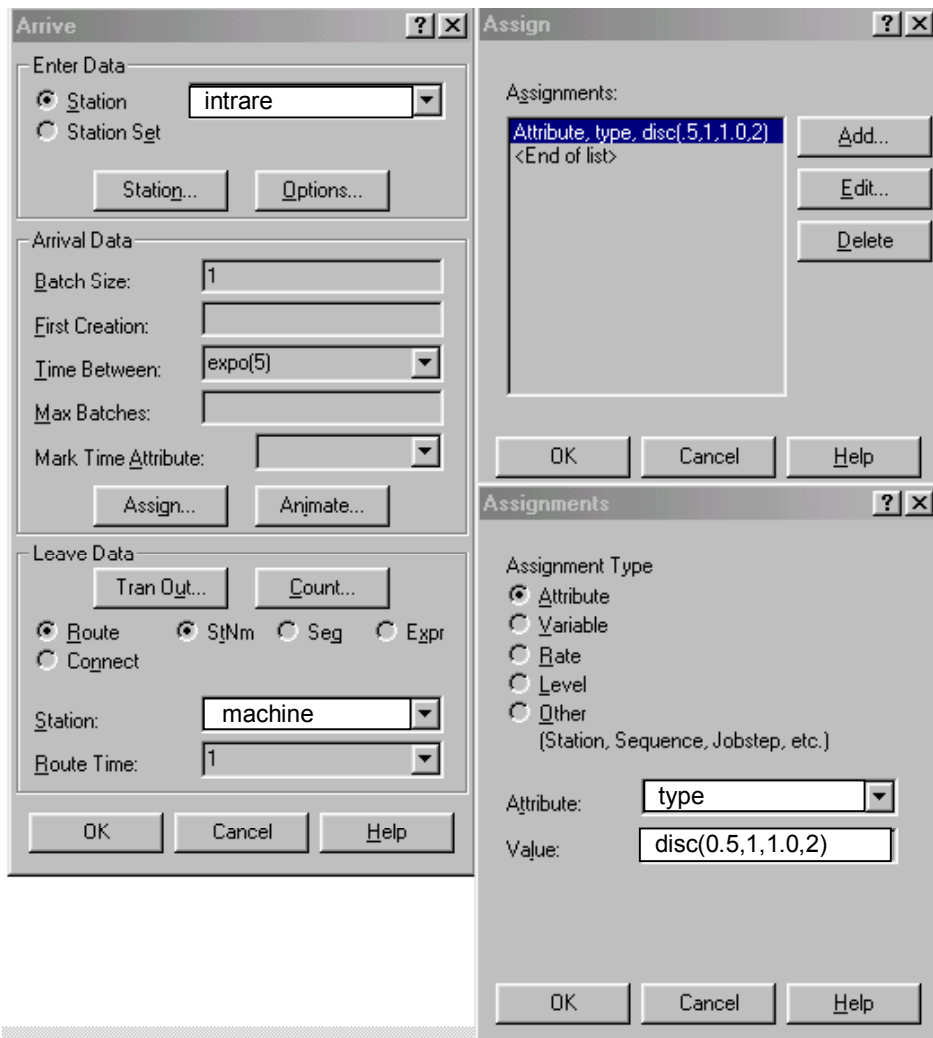 Arrive
Enter Data
Station intrare
Station Set
Station... Options...
Arrival Data
Batch Size: 1
First Creation:
Time Between: expo(5)
Max Batches:
Mark Time Attribute:
Assign... Animate...
Leave Data
Tran Out... Count...
Route StNm Seg Expr
Connect
Station: machine
Route Time: 1
OK Cancel Help
Assign
Assignments:
Attribute, type, disc(.5,1,1.0,2)
<End of list>
Add...
Edit...
Delete
OK Cancel Help
Assignments
Assignment Type
Attribute
Variable
Rate
Level
Other
(Station, Sequence, Jobstep, etc.)
Attribute: type
Value: disc(0.5,1,1.0,2)
OK Cancel Help